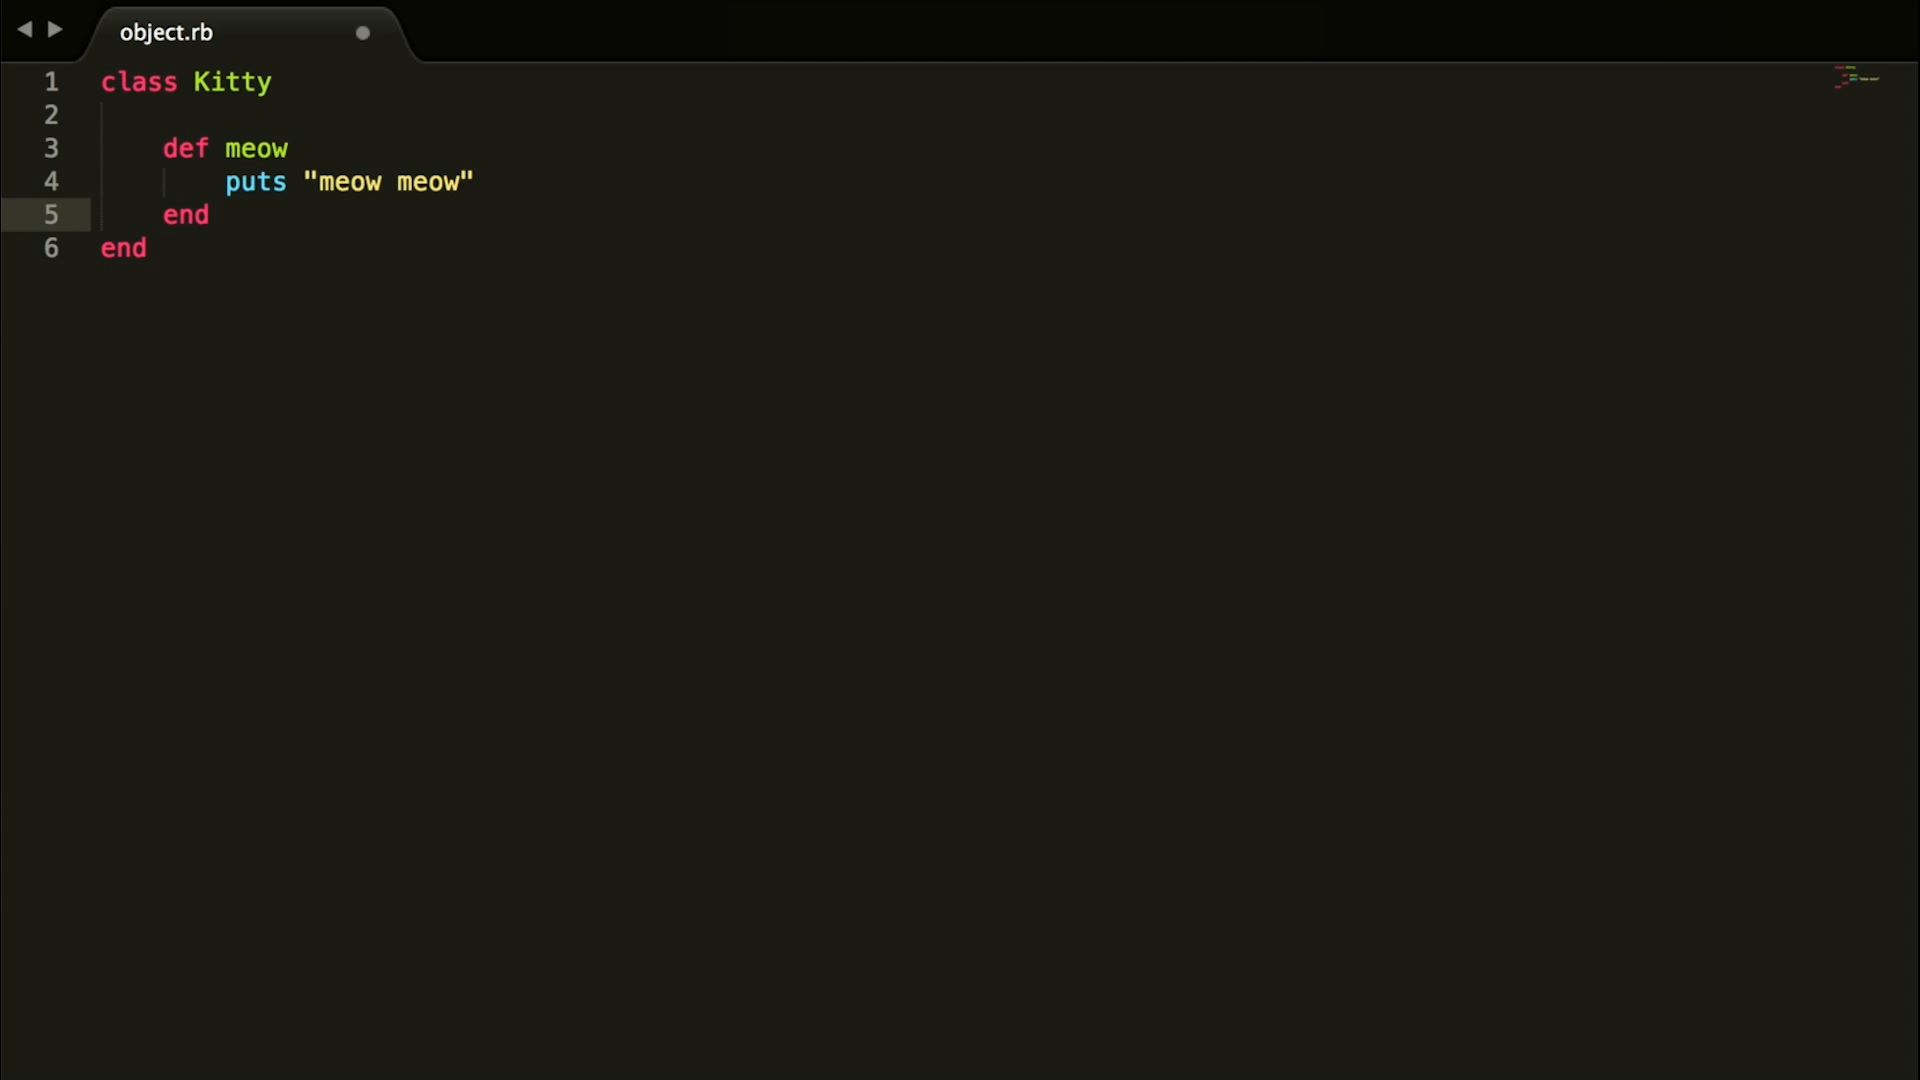 object.rb
1 class Kitty
2
3     def meow
4         puts "meow meow"
5     end
6 end